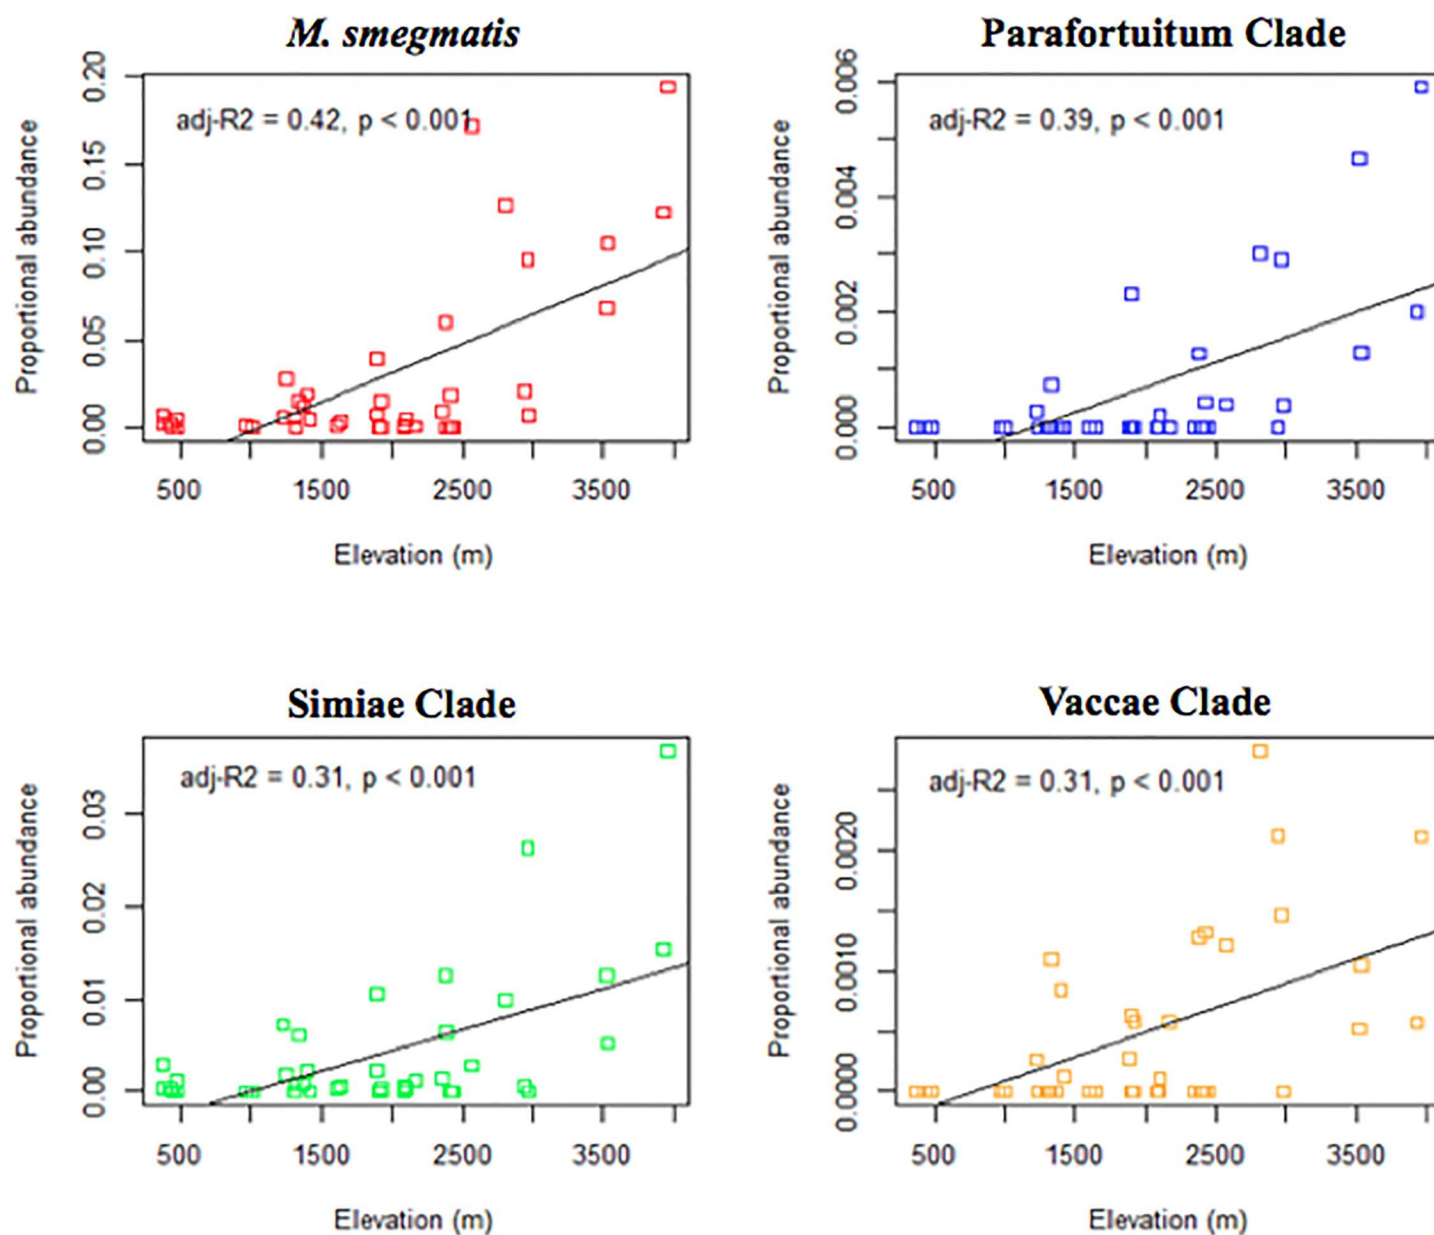 M. smegmatis
adj-R2 = 0.42, p < 0.001
Proportional abundance
0.20
0.15
0.10
0.05
0.00
500 1500 2500 3500
Elevation (m)
Parafortuitum Clade
adj-R2 = 0.39, p < 0.001
Proportional abundance
0.006
0.004
0.002
0.000
500 1500 2500 3500
Elevation (m)
Simiae Clade
adj-R2 = 0.31, p < 0.001
Proportional abundance
0.03
0.02
0.01
0.00
500 1500 2500 3500
Elevation (m)
Vaccae Clade
adj-R2 = 0.31, p < 0.001
Proportional abundance
0.0020
0.0010
0.0000
500 1500 2500 3500
Elevation (m)